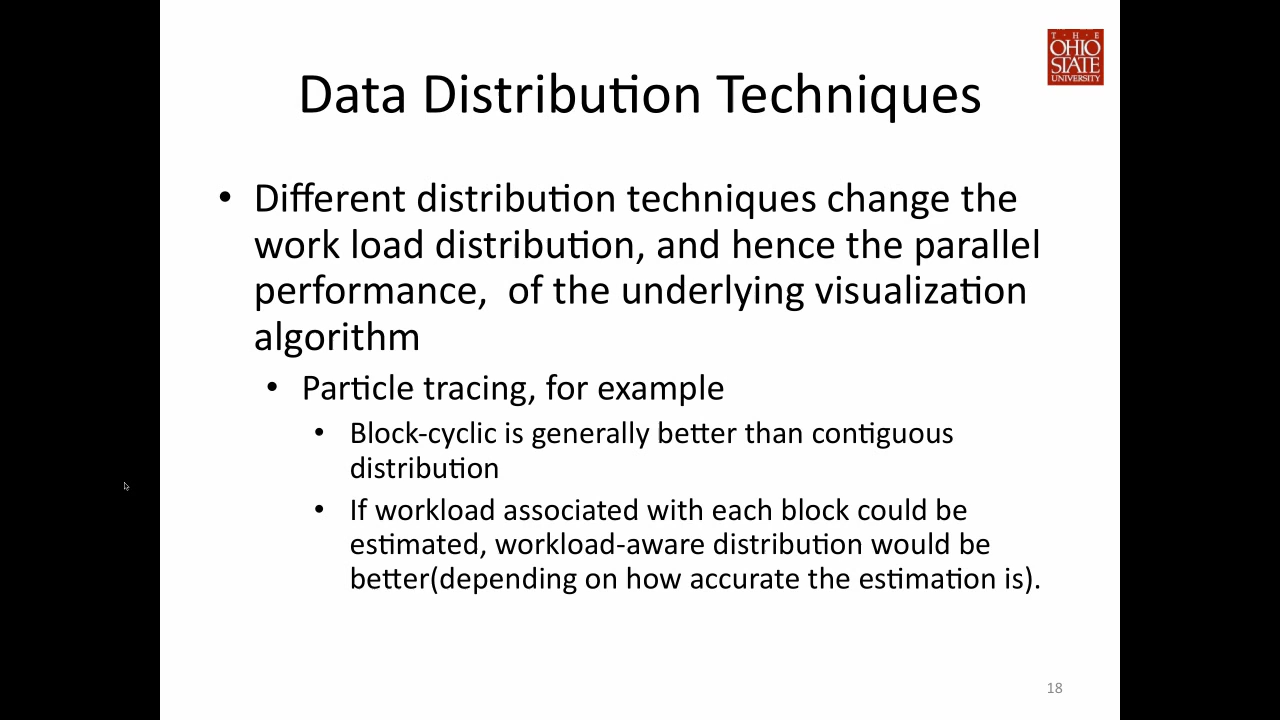 T · H · E
OHIO
STATE
UNIVERSITY
Data Distribution Techniques
• Different distribution techniques change the
work load distribution, and hence the parallel
performance,  of the underlying visualization
algorithm
• Particle tracing, for example
• Block-cyclic is generally better than contiguous
distribution
• If workload associated with each block could be
estimated, workload-aware distribution would be
better(depending on how accurate the estimation is).
18